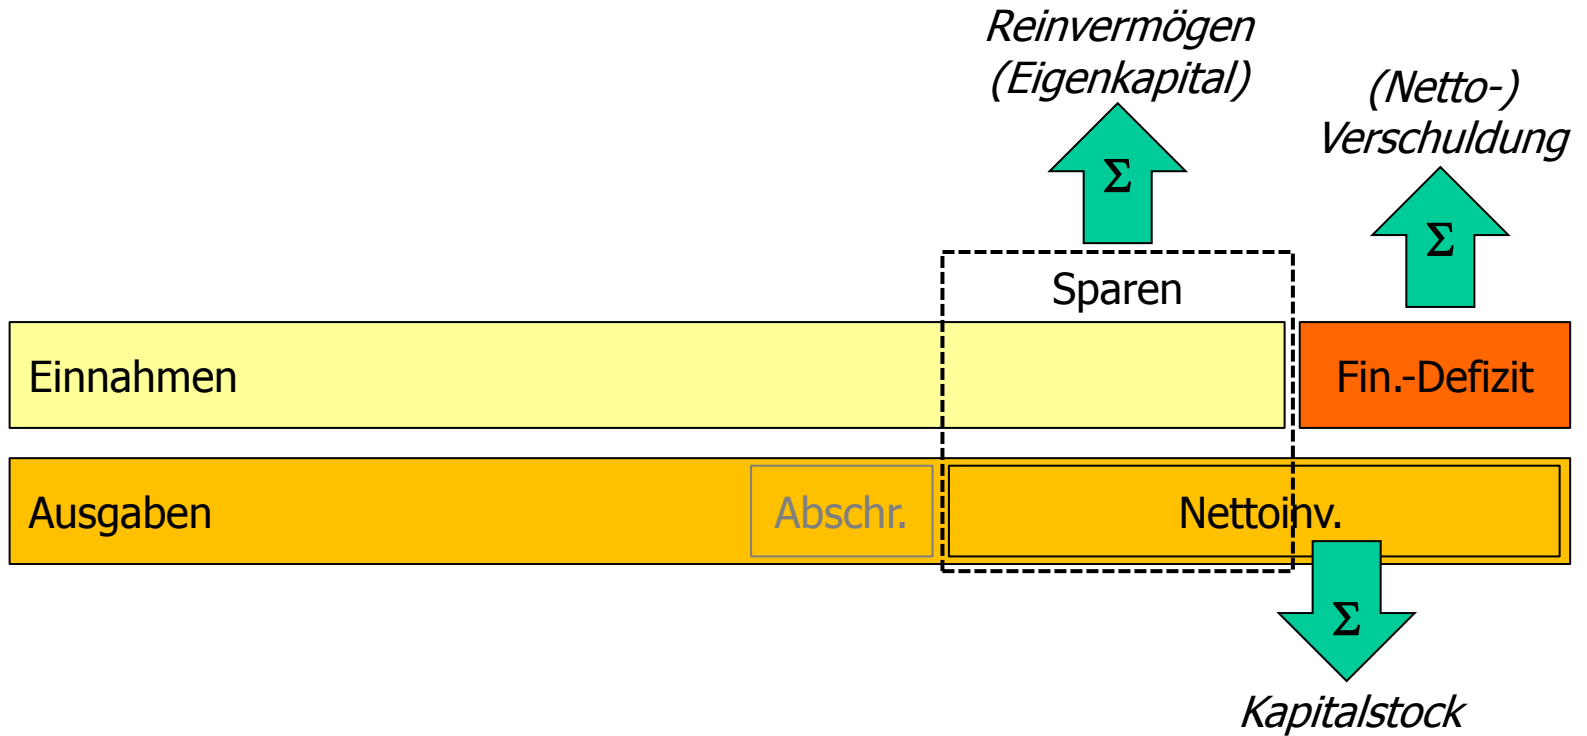 Reinvermögen
(Eigenkapital)
(Netto-)
Verschuldung
Σ
Σ
Sparen
Einnahmen
Fin.-Defizit
Ausgaben
Abschr.
Nettoinv.
Σ
Kapitalstock